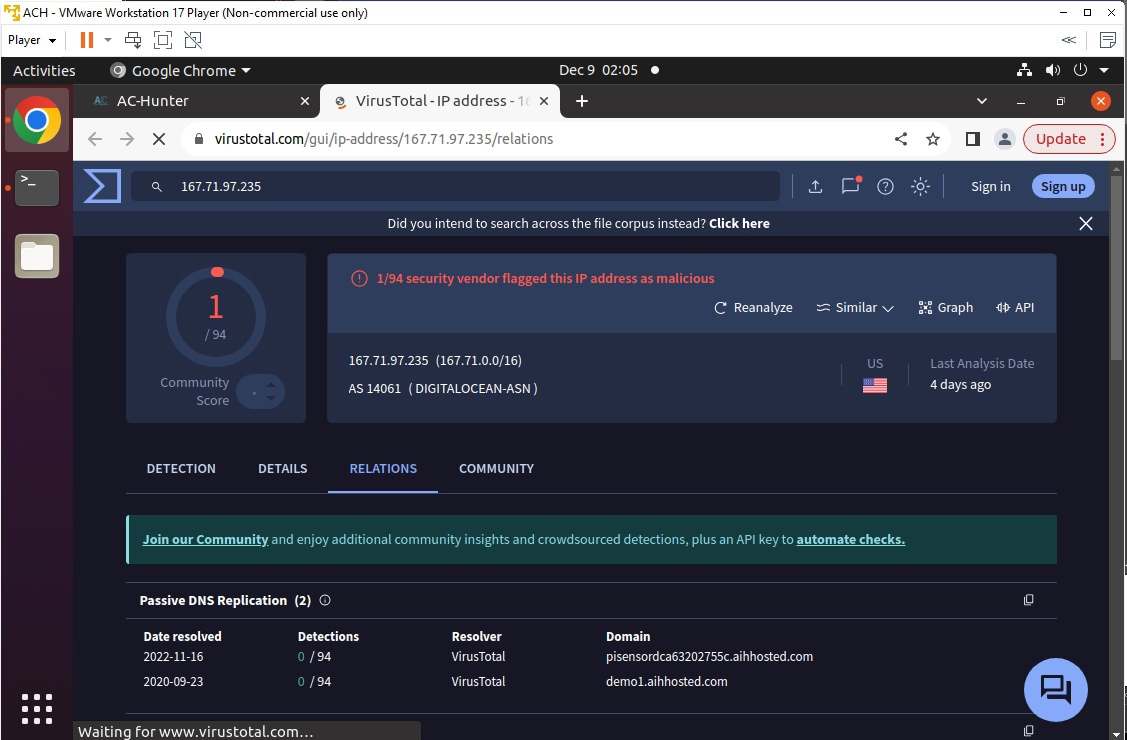 ACH - VMware Workstation 17 Player (Non-commercial use only)
Player
Activities
Google Chrome
Dec 9 02:05
AC-Hunter
VirusTotal - IP address - 16
virustotal.com/gui/ip-address/167.71.97.235/relations
Update
167.71.97.235
Sign in
Sign up
Did you intend to search across the file corpus instead? Click here
1
/ 94
Community
Score
1/94 security vendor flagged this IP address as malicious
Reanalyze
Similar
Graph
API
167.71.97.235 (167.71.0.0/16)
AS 14061 ( DIGITALOCEAN-ASN )
US
Last Analysis Date
4 days ago
DETECTION
DETAILS
RELATIONS
COMMUNITY
Join our Community and enjoy additional community insights and crowdsourced detections, plus an API key to automate checks.
Passive DNS Replication (2)
Date resolved Detections Resolver Domain
2022-11-16 0 / 94 VirusTotal pisensordca63202755c.aihhosted.com
2020-09-23 0 / 94 VirusTotal demo1.aihhosted.com
Waiting for www.virustotal.com...